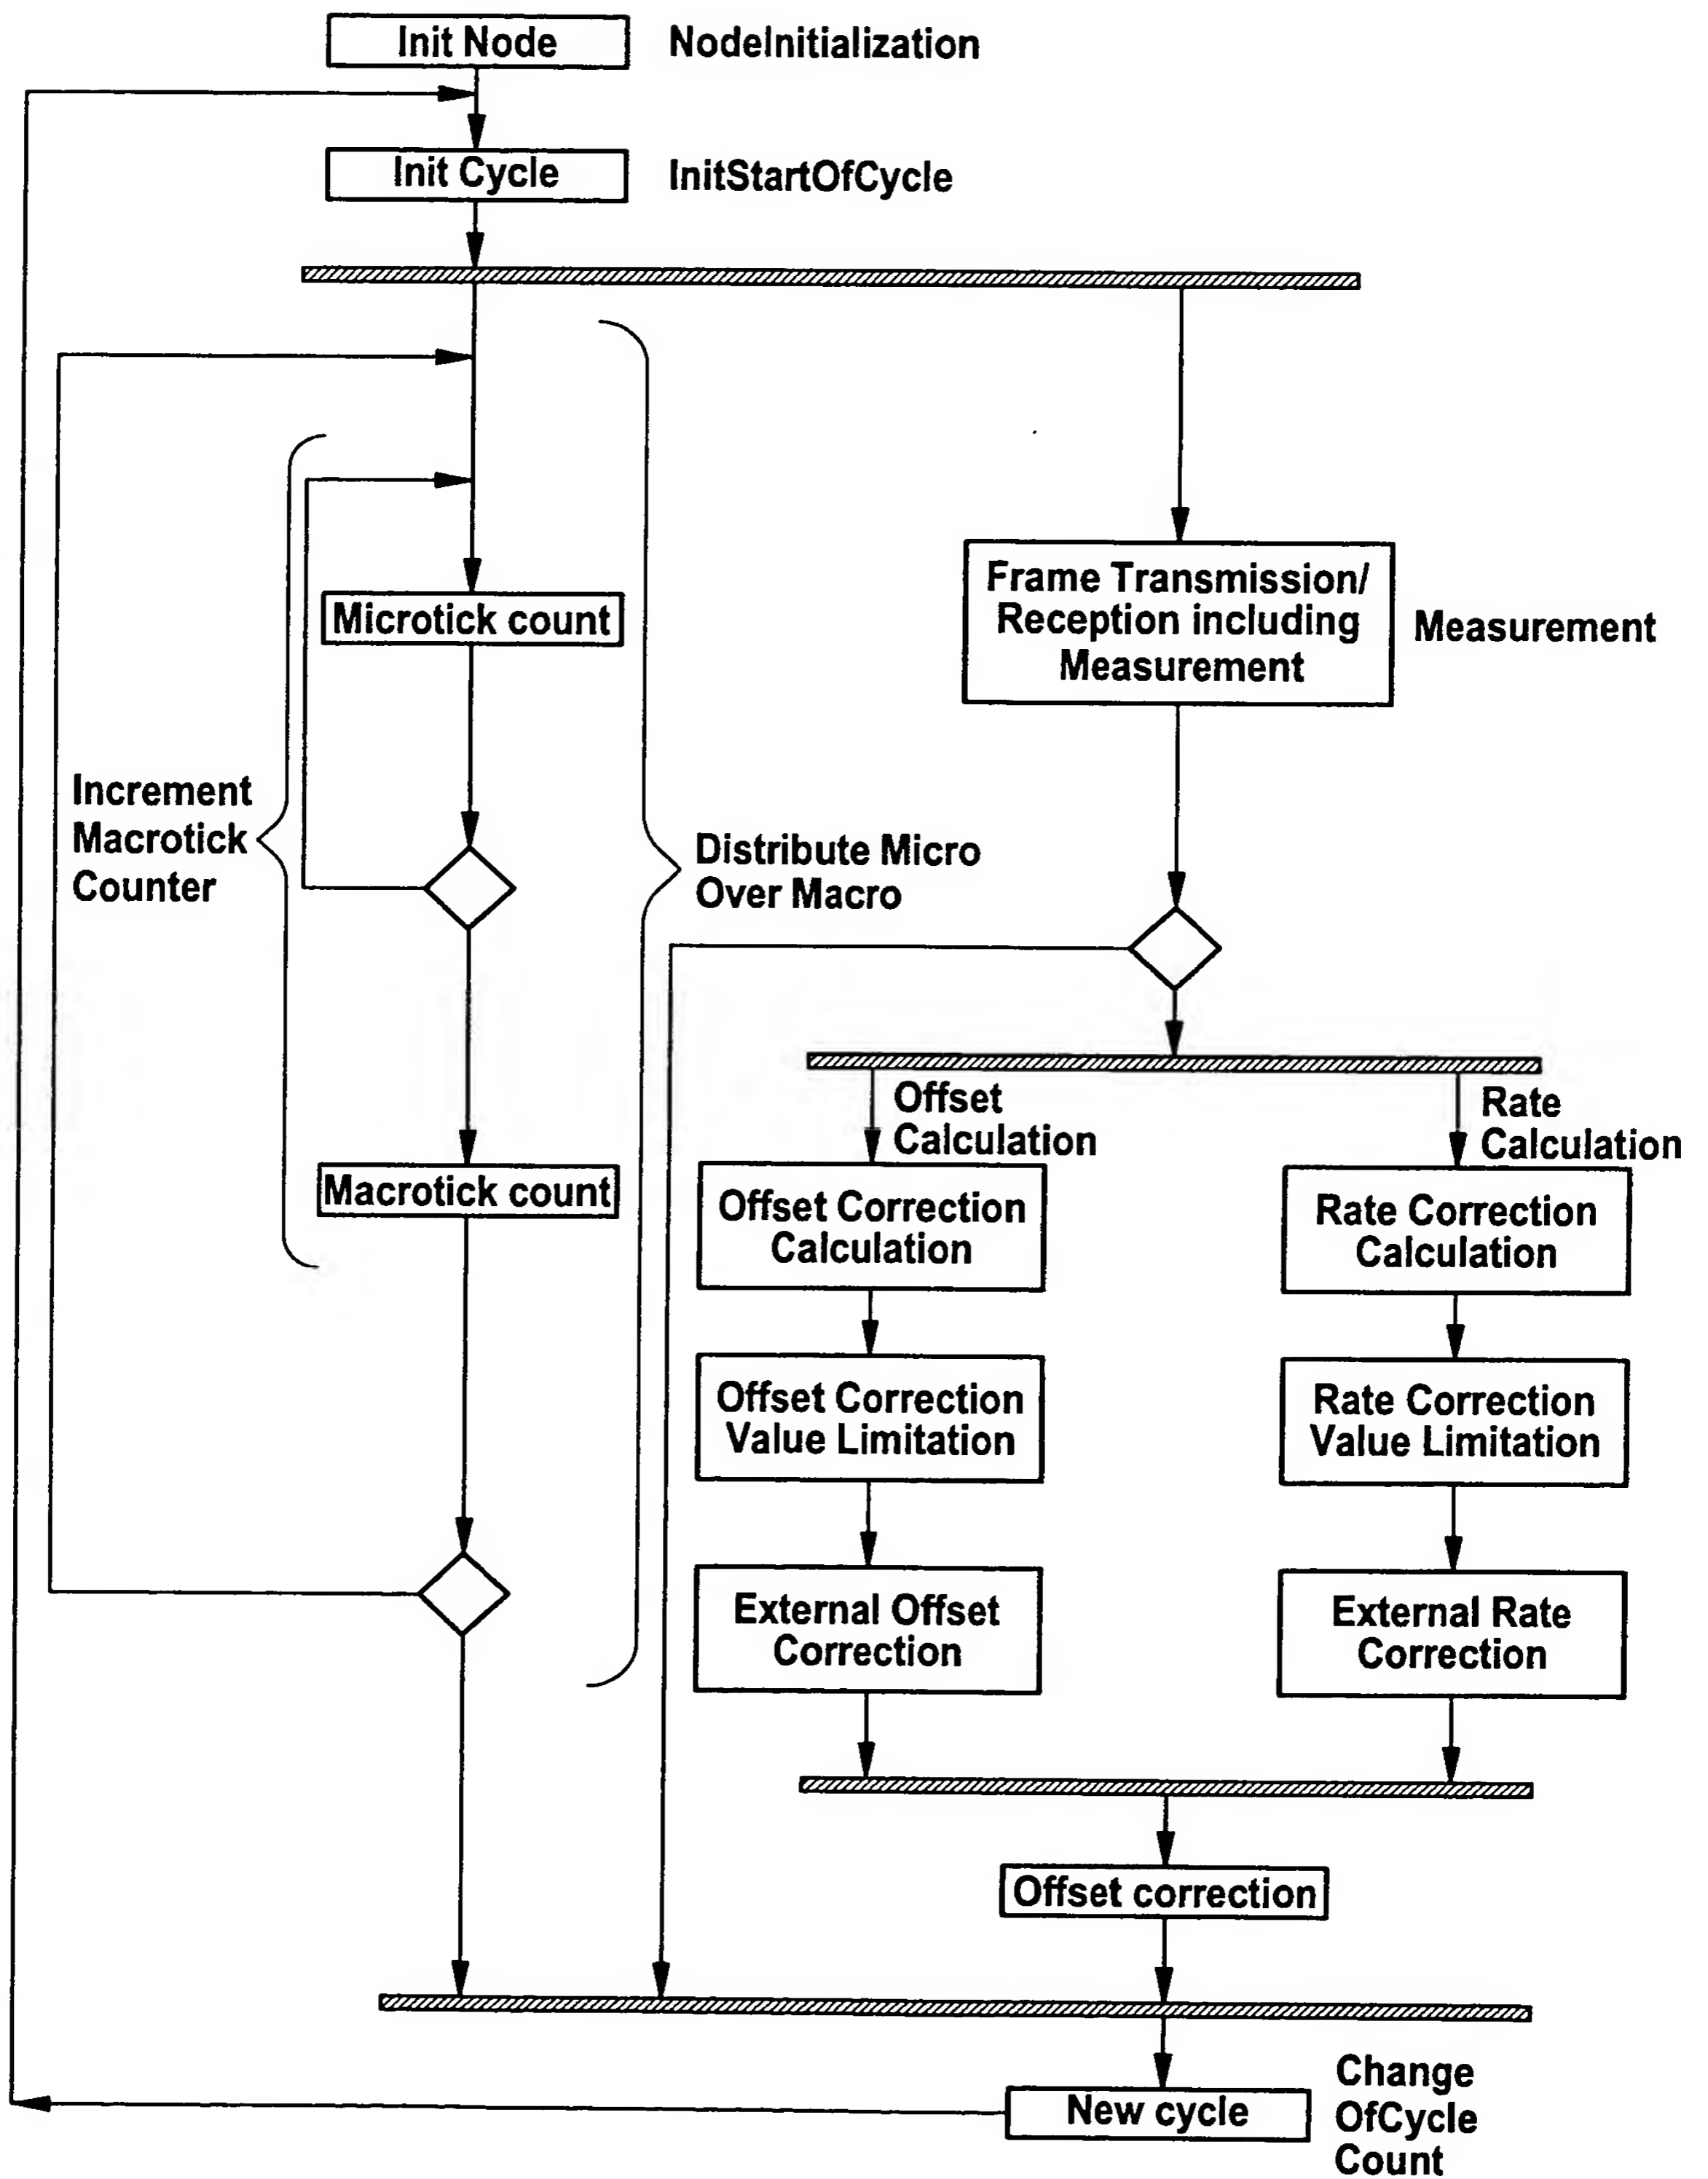 Init Node
NodeInitialization
Init Cycle
InitStartOfCycle
Microtick count
Frame Transmission/
Reception including
Measurement
Measurement
Increment
Macrotick
Counter
Distribute Micro
Over Macro
Offset
Calculation
Rate
Calculation
Macrotick count
Offset Correction
Calculation
Rate Correction
Calculation
Offset Correction
Value Limitation
Rate Correction
Value Limitation
External Offset
Correction
External Rate
Correction
Offset correction
New cycle
Change
OfCycle
Count